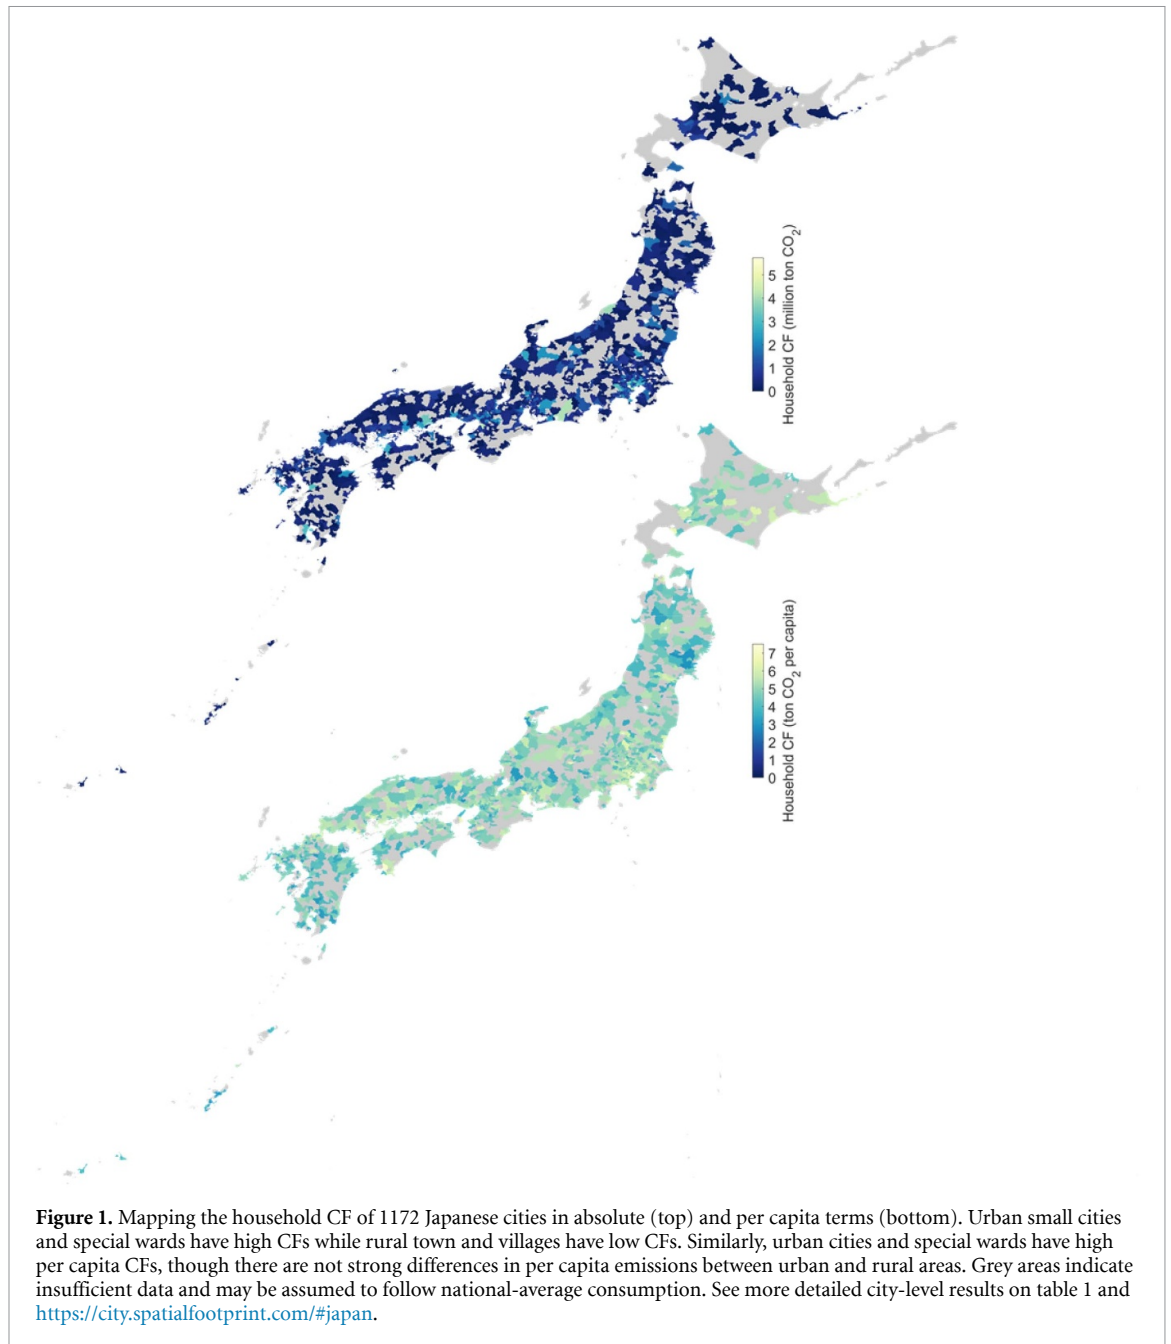 5
4
3
2
1
0
Household CF (million ton CO2)
7
6
5
4
3
2
1
0
Household CF (ton CO2 per capita)
Figure 1. Mapping the household CF of 1172 Japanese cities in absolute (top) and per capita terms (bottom). Urban small cities
and special wards have high CFs while rural town and villages have low CFs. Similarly, urban cities and special wards have high
per capita CFs, though there are not strong differences in per capita emissions between urban and rural areas. Grey areas indicate
insufficient data and may be assumed to follow national-average consumption. See more detailed city-level results on table 1 and
https://city.spatialfootprint.com/#japan.